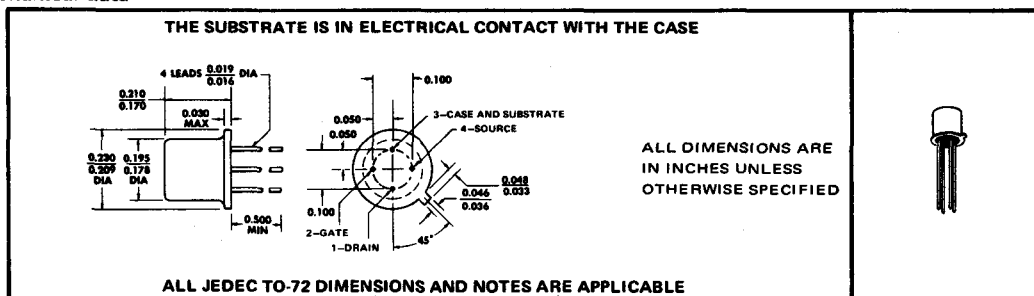 THE SUBSTRATE IS IN ELECTRICAL CONTACT WITH THE CASE
4 LEADS 0.019 DIA
0.016
0.210
0.170
0.030
MAX
0.230
0.209
DIA
0.195
0.178
DIA
0.500
MIN
0.100
0.050
0.050
3–CASE AND SUBSTRATE
4–SOURCE
0.048
0.033
0.046
0.036
0.100
2–GATE
1–DRAIN
45°
ALL DIMENSIONS ARE
IN INCHES UNLESS
OTHERWISE SPECIFIED
ALL JEDEC TO-72 DIMENSIONS AND NOTES ARE APPLICABLE